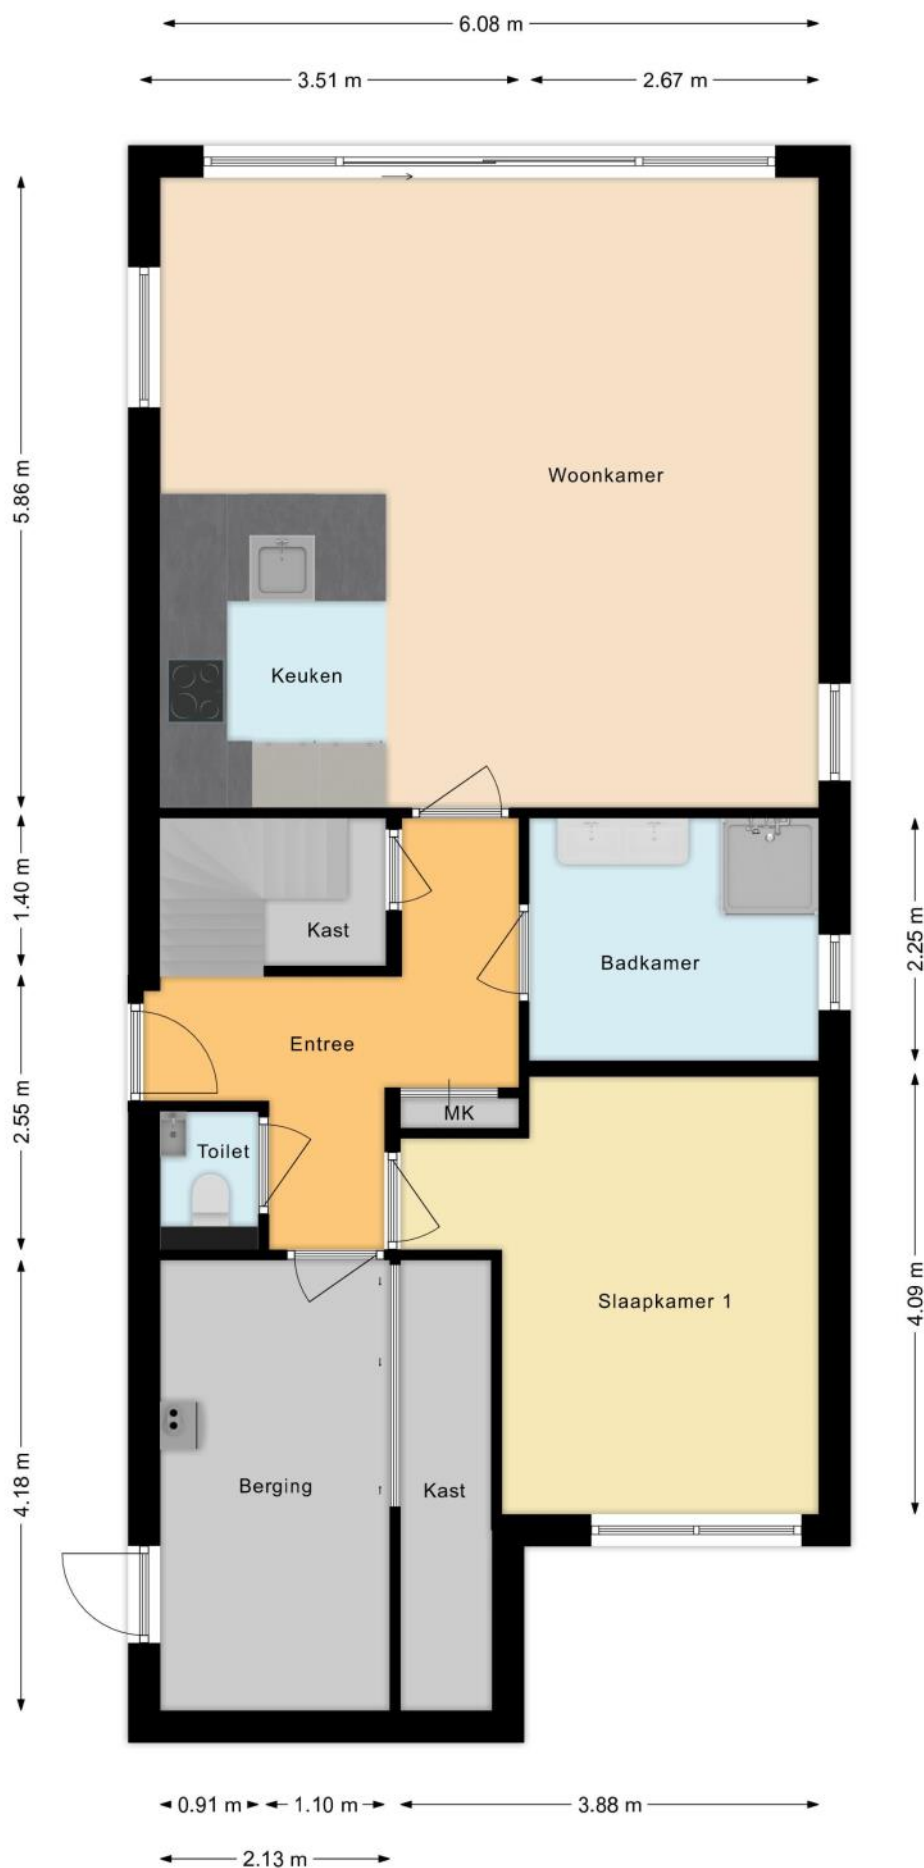 6.08 m
3.51 m
2.67 m
5.86 m
Woonkamer
Keuken
1.40 m
Kast
Badkamer
2.25 m
Entree
2.55 m
MK
Toilet
Slaapkamer 1
4.09 m
4.18 m
Berging
Kast
0.91 m
1.10 m
3.88 m
2.13 m